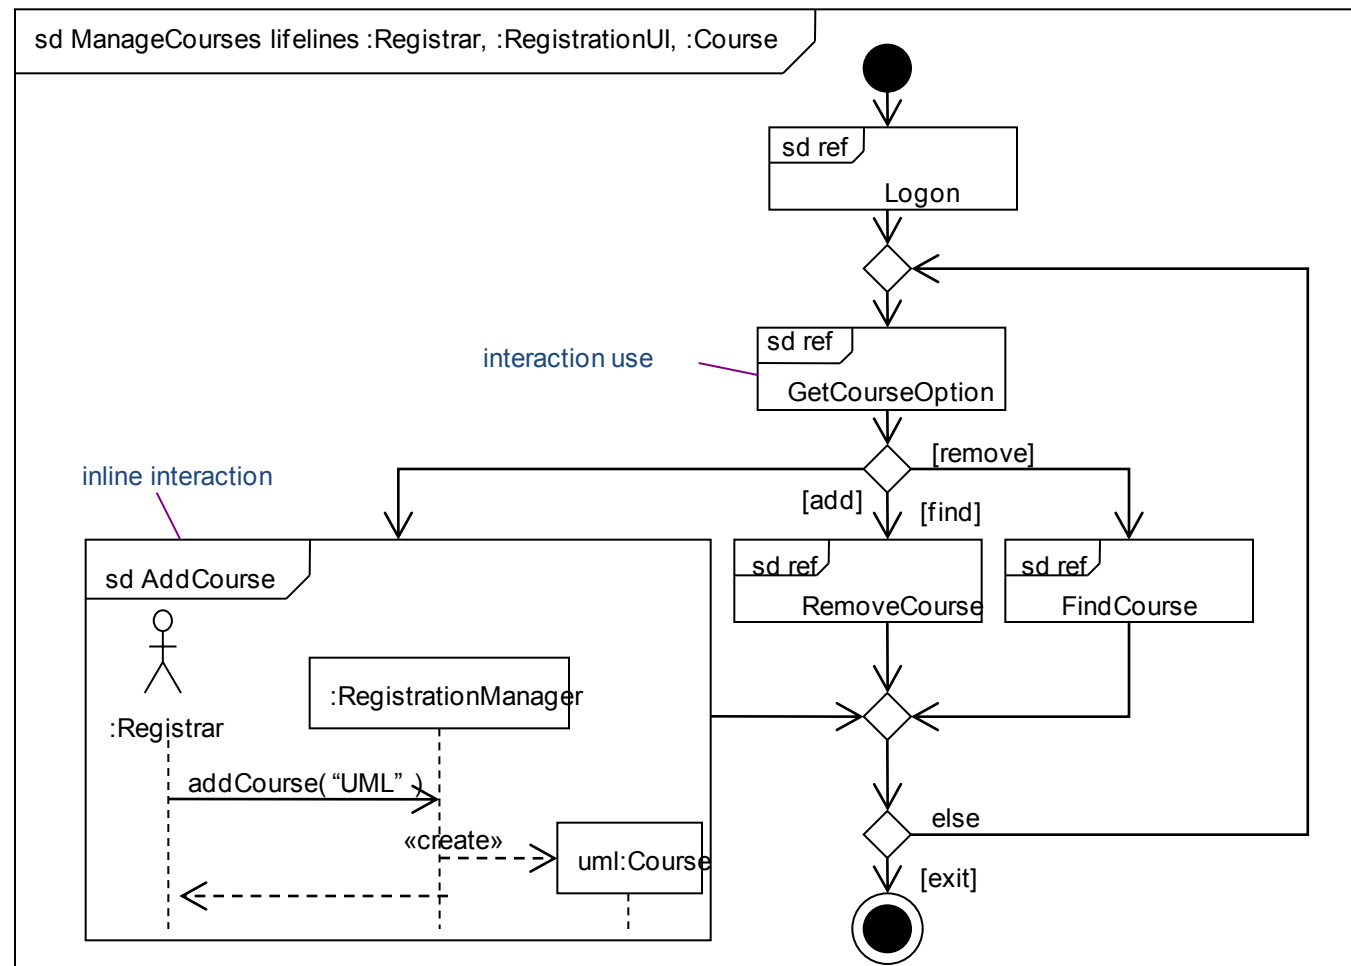 sd ManageCourses lifelines :Registrar, :RegistrationUI, :Course
sd ref
Logon
sd ref
interaction use
GetCourseOption
[remove]
inline interaction
[add]
[find]
sd AddCourse
sd ref
RemoveCourse
sd ref
FindCourse
:RegistrationManager
:Registrar
addCourse( “UML” )
«create»
uml:Course
else
[exit]